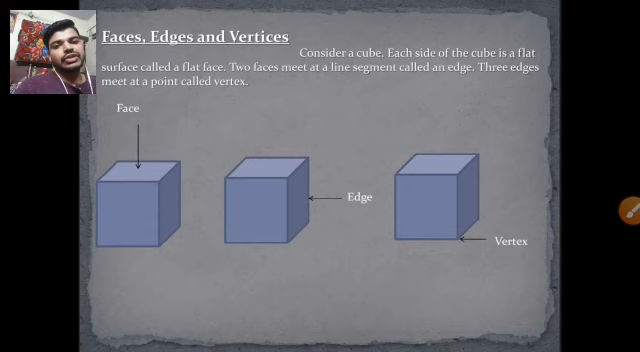 Faces, Edges and Vertices
Consider a cube. Each side of the cube is a flat
surface called a flat face. Two faces meet at a line segment called an edge. Three edges
meet at a point called vertex.
Face
Edge
Vertex